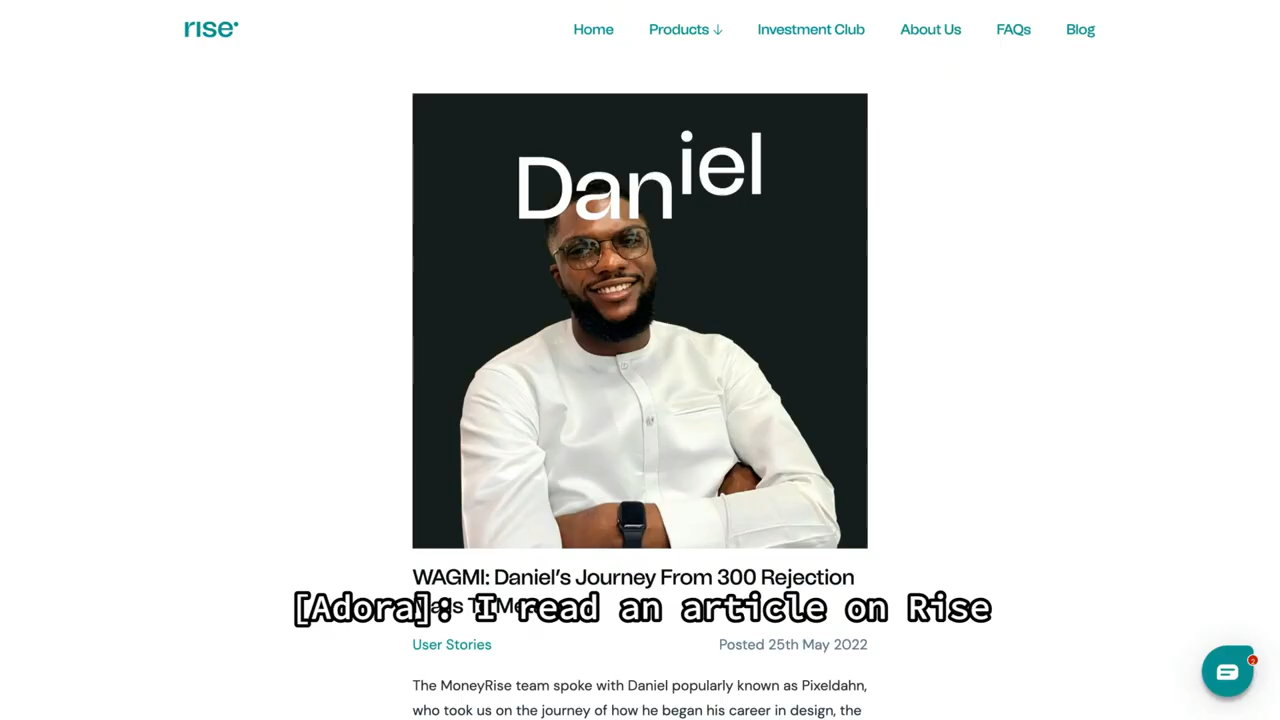 rise
Home Products ↓ Investment Club About Us FAQs Blog
Daniel
WAGMI: Daniel's Journey From 300 Rejection
[Adora]: I read an article on Rise
User Stories Posted 25th May 2022
The MoneyRise team spoke with Daniel popularly known as Pixeldahn,
who took us on the journey of how he began his career in design, the
2